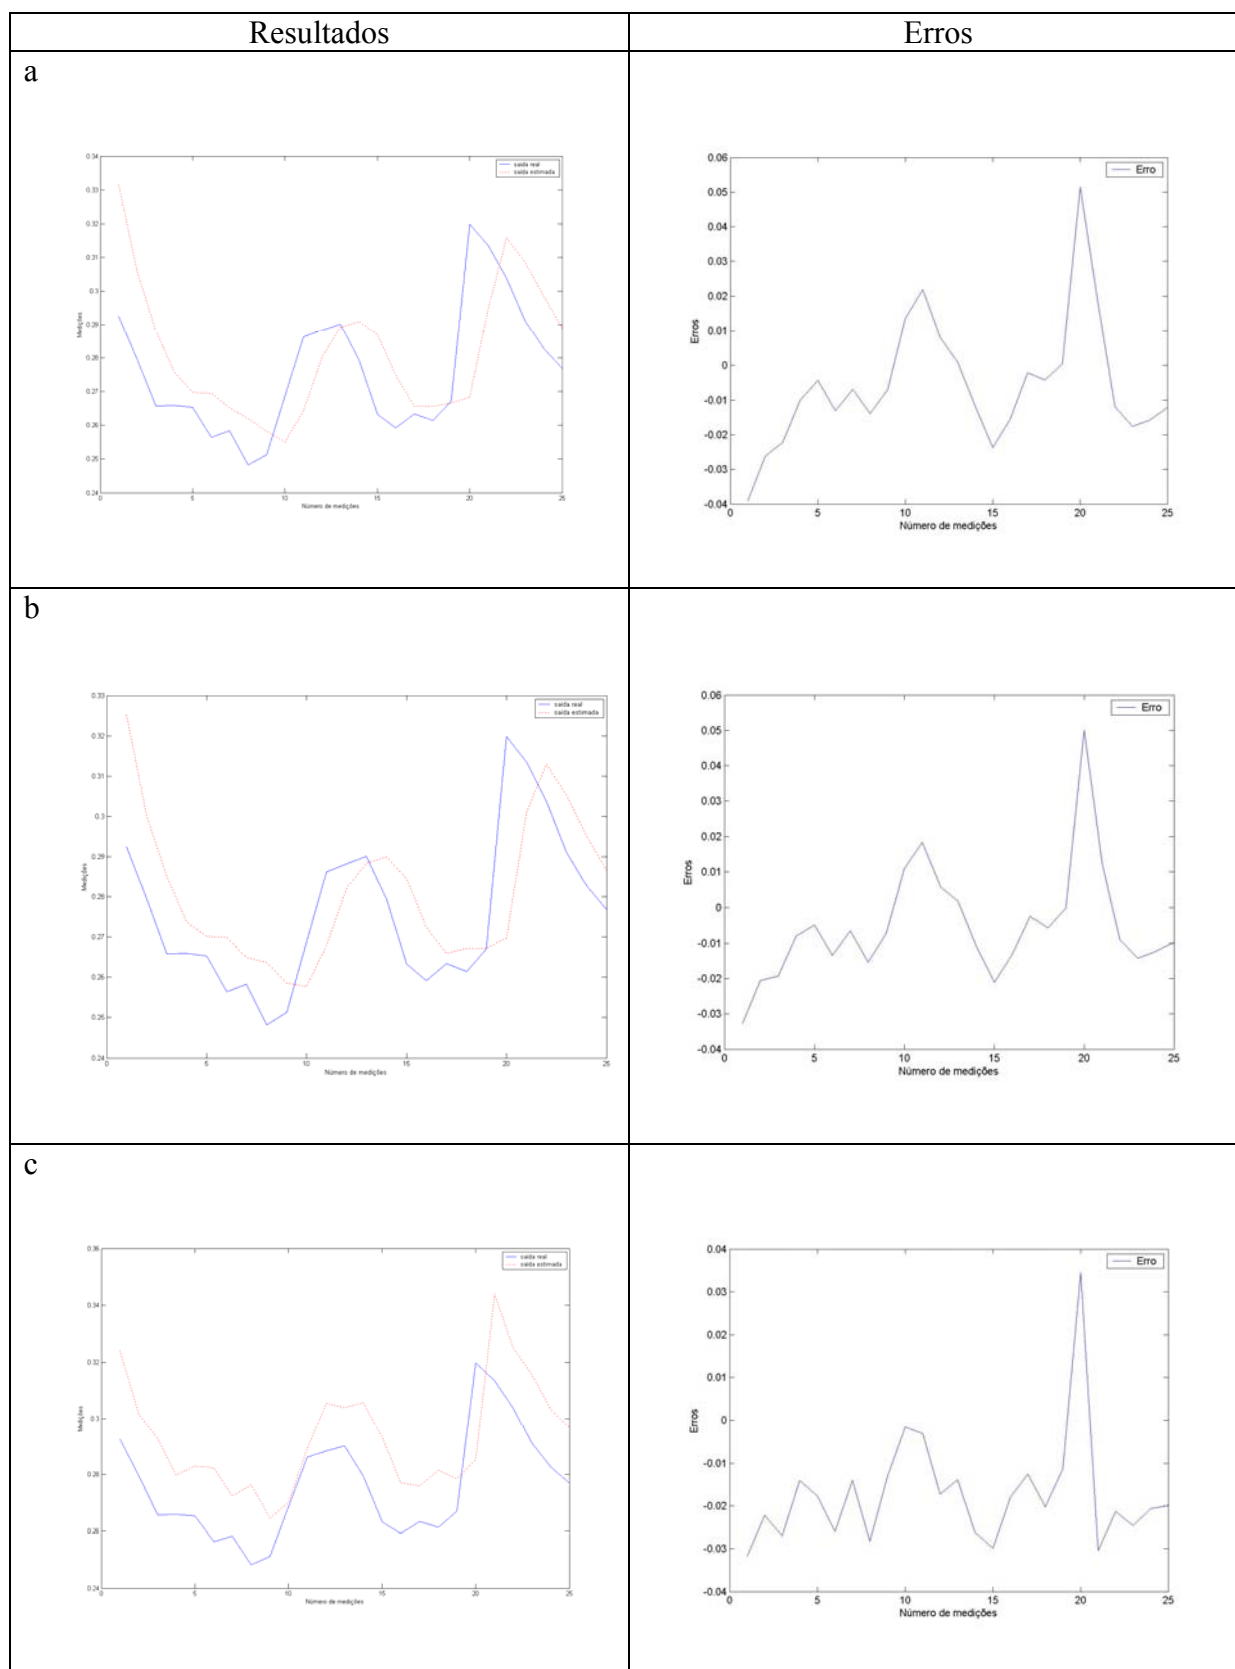 Resultados
Erros
a
0.34
0.33
0.32
0.31
0.3
0.29
0.28
0.27
0.26
0.25
0.24
Medições
saída real
saída estimada
0 5 10 15 20 25
Número de medições
0.06
0.05
0.04
0.03
0.02
0.01
0
-0.01
-0.02
-0.03
-0.04
Erros
Erro
0 5 10 15 20 25
Número de medições
b
0.33
0.32
0.31
0.3
0.29
0.28
0.27
0.26
0.25
0.24
Medições
saída real
saída estimada
0 5 10 15 20 25
Número de medições
0.06
0.05
0.04
0.03
0.02
0.01
0
-0.01
-0.02
-0.03
-0.04
Erros
Erro
0 5 10 15 20 25
Número de medições
c
0.36
0.34
0.32
0.3
0.28
0.26
0.24
Medições
saída real
saída estimada
0 5 10 15 20 25
Número de medições
0.04
0.03
0.02
0.01
0
-0.01
-0.02
-0.03
-0.04
Erros
Erro
0 5 10 15 20 25
Número de medições